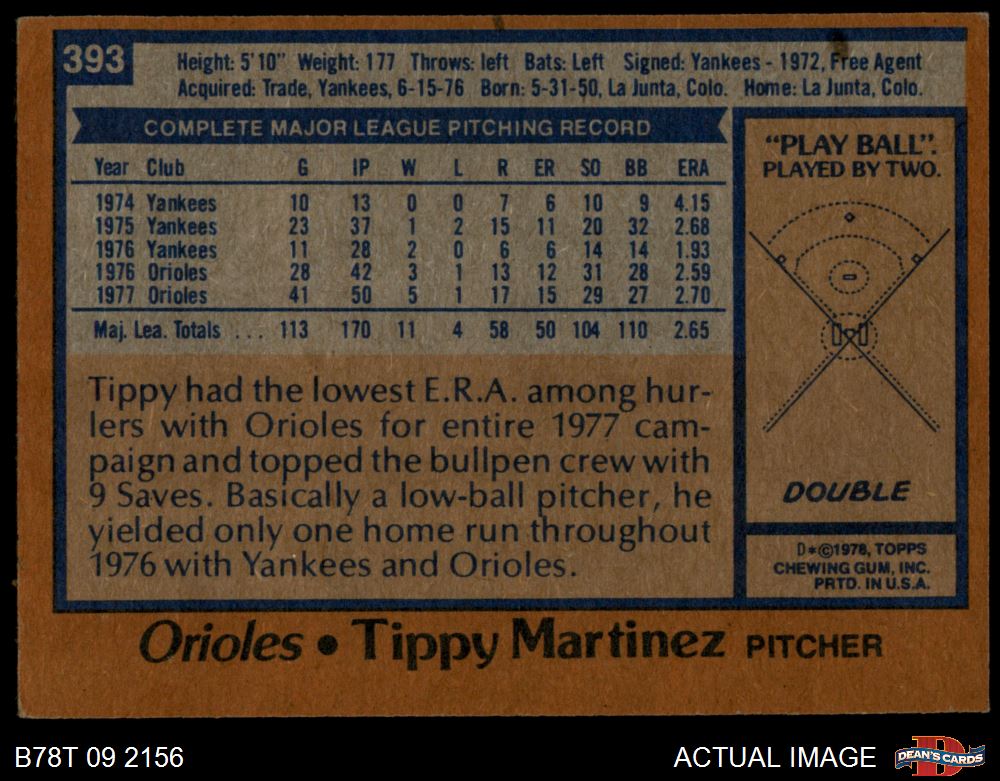 393
Height: 5'10" Weight: 177 Throws: left Bats: Left Signed: Yankees - 1972, Free Agent
Acquired: Trade, Yankees, 6-15-76 Born: 5-31-50, La Junta, Colo. Home: La Junta, Colo.
COMPLETE MAJOR LEAGUE PITCHING RECORD
Year Club G IP W L R ER SO BB ERA
1974 Yankees 10 13 0 0 7 6 10 9 4.15
1975 Yankees 23 37 1 2 15 11 20 32 2.68
1976 Yankees 11 28 2 0 6 6 14 14 1.93
1976 Orioles 28 42 3 1 13 12 31 28 2.59
1977 Orioles 41 50 5 1 17 15 29 27 2.70
Maj. Lea. Totals ... 113 170 11 4 58 50 104 110 2.65
Tippy had the lowest E.R.A. among hur-
lers with Orioles for entire 1977 cam-
paign and topped the bullpen crew with
9 Saves. Basically a low-ball pitcher, he
yielded only one home run throughout
1976 with Yankees and Orioles.
"PLAY BALL".
PLAYED BY TWO.
DOUBLE
D*©1978, TOPPS
CHEWING GUM, INC.
PRTD. IN U.S.A.
Orioles • Tippy Martinez PITCHER
B78T 09 2156
ACTUAL IMAGE
D
DEAN'S CARDS